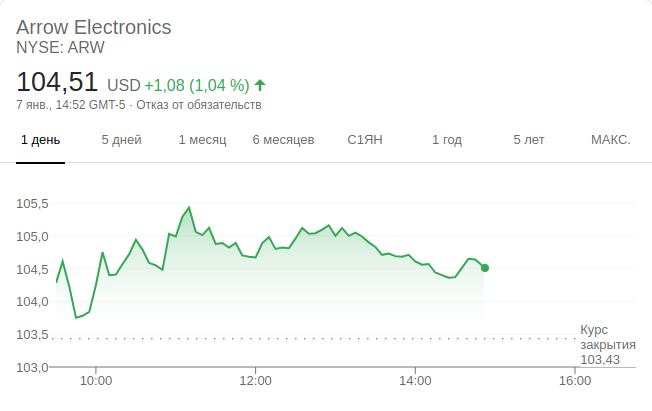 Arrow Electronics
NYSE: ARW
104,51 USD +1,08 (1,04 %)
7 янв., 14:52 GMT-5 · Отказ от обязательств
1 день 5 дней 1 месяц 6 месяцев С1ЯН 1 год 5 лет МАКС.
105,5
105,0
104,5
104,0
103,5
103,0
Курс
закрытия
103,43
10:00 12:00 14:00 16:00